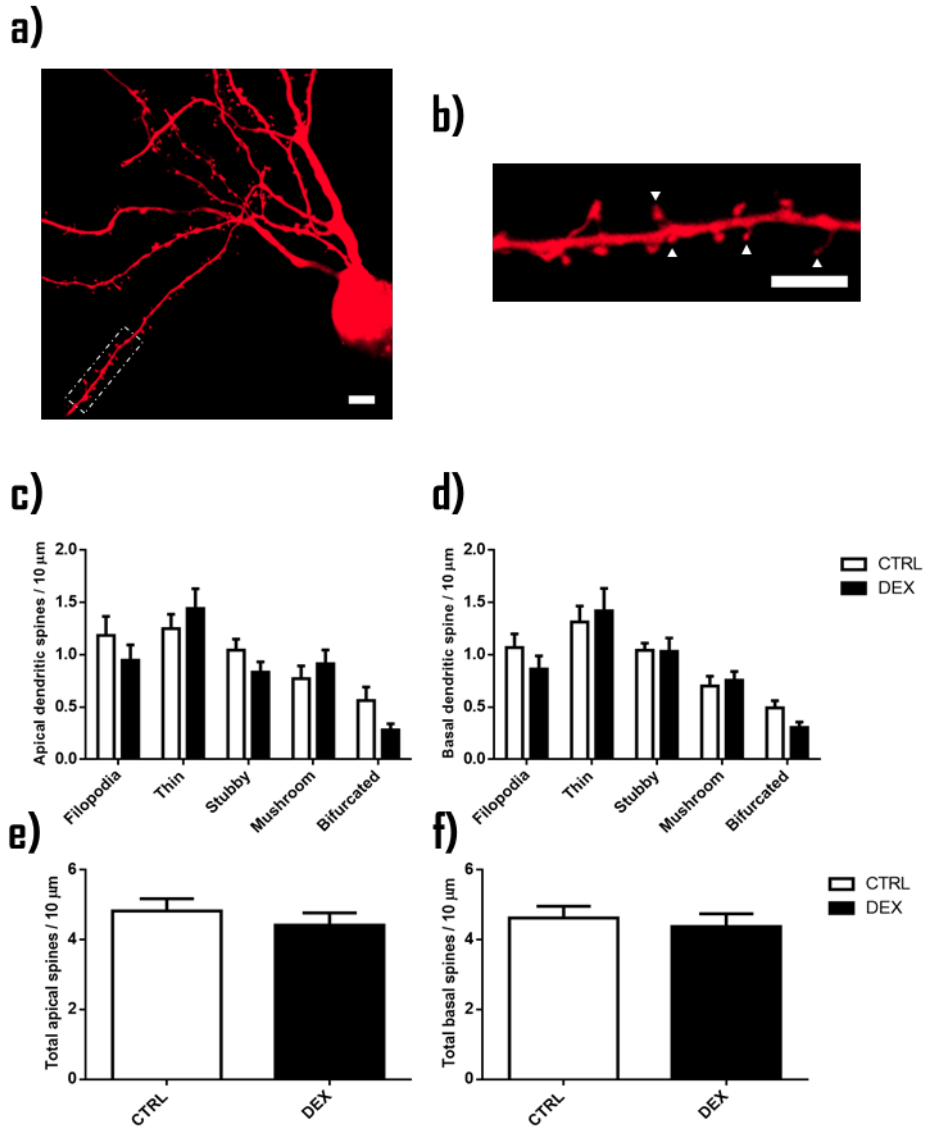 a)
b)
c)
Apical dendritic spines / 10 μm
2.0
1.5
1.0
0.5
0.0
Filopodia
Thin
Stubby
Mushroom
Bifurcated
d)
Basal dendritic spine / 10 μm
2.0
1.5
1.0
0.5
0.0
Filopodia
Thin
Stubby
Mushroom
Bifurcated
CTRL
DEX
e)
Total apical spines / 10 μm
6
4
2
0
CTRL
DEX
f)
Total basal spines / 10 μm
6
4
2
0
CTRL
DEX
CTRL
DEX